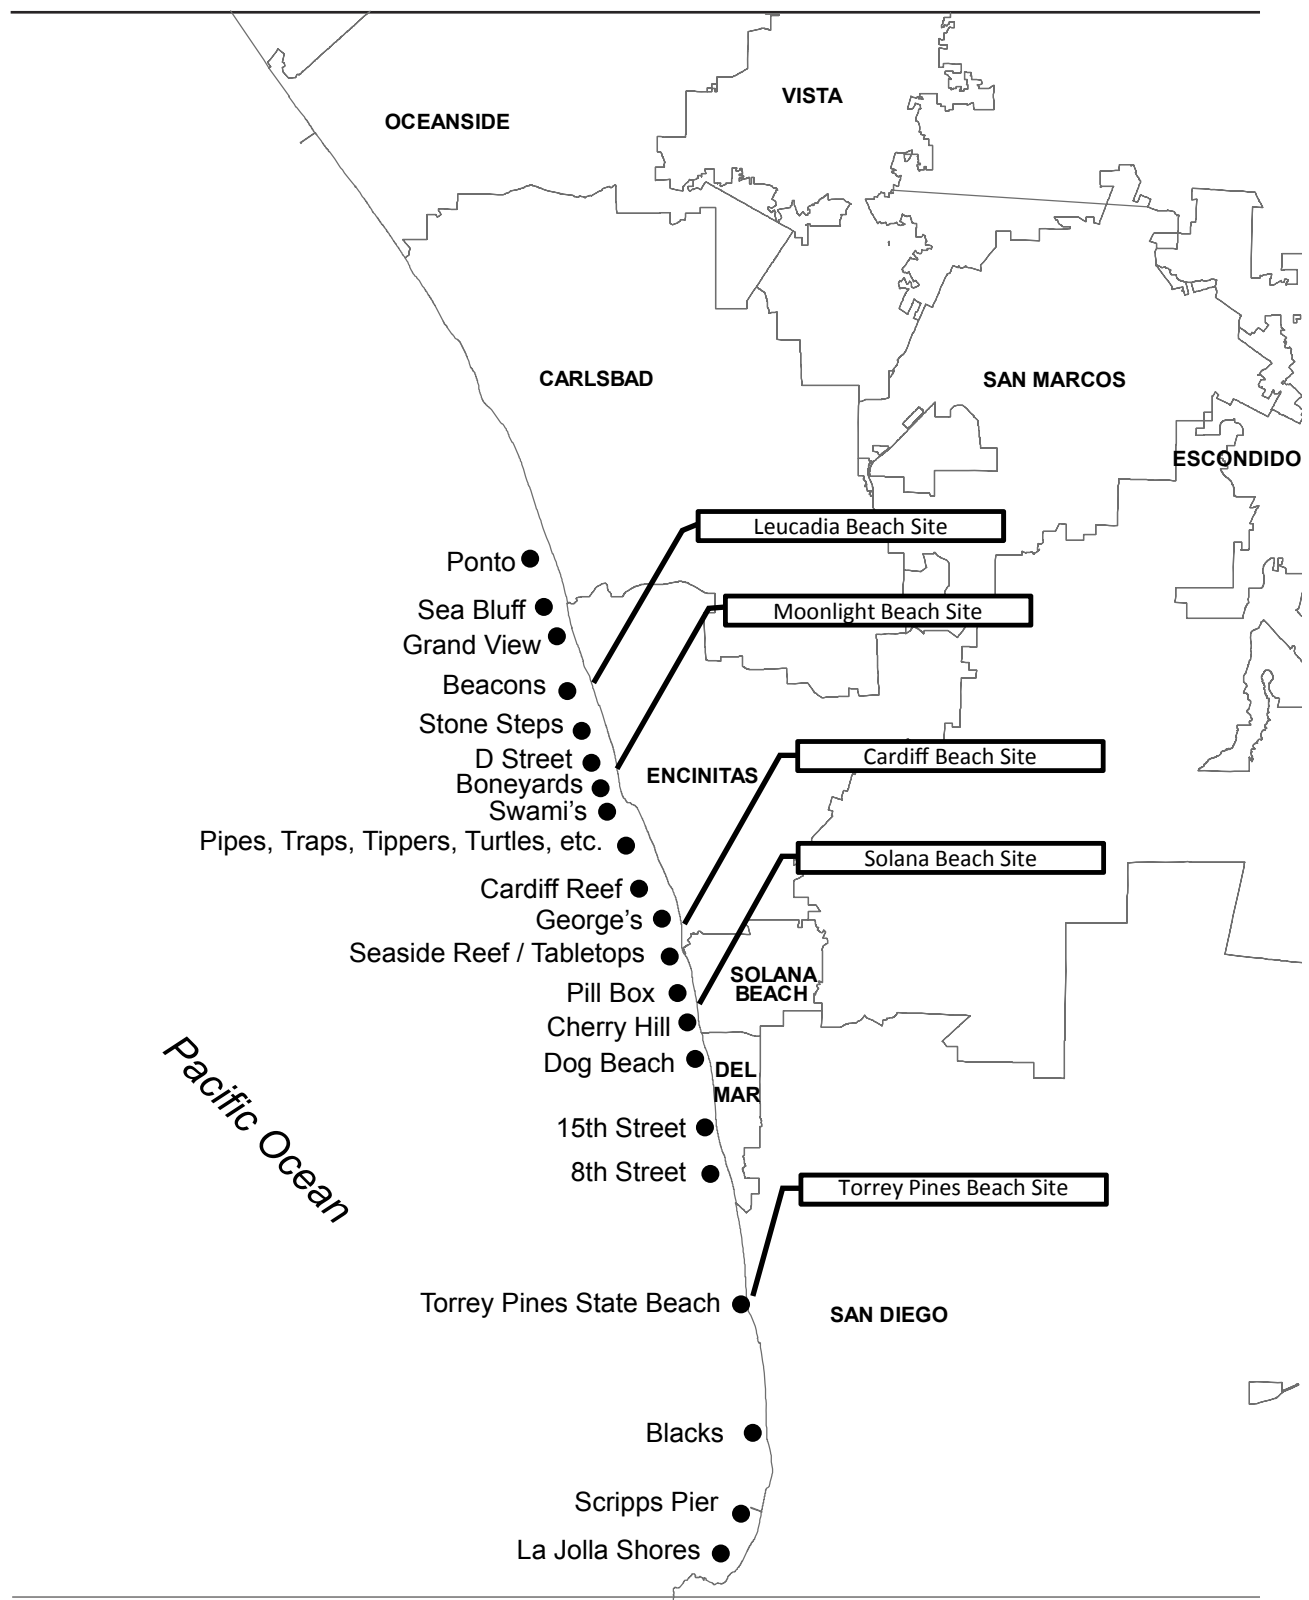 VISTA
OCEANSIDE
CARLSBAD
SAN MARCOS
ESCONDIDO
Leucadia Beach Site
Ponto
Sea Bluff
Moonlight Beach Site
Grand View
Beacons
Stone Steps
D Street
Cardiff Beach Site
ENCINITAS
Boneyards
Swami's
Pipes, Traps, Tippers, Turtles, etc.
Solana Beach Site
Cardiff Reef
George's
Seaside Reef / Tabletops
SOLANA
BEACH
Pill Box
Cherry Hill
Dog Beach
DEL
MAR
Pacific Ocean
15th Street
8th Street
Torrey Pines Beach Site
Torrey Pines State Beach
SAN DIEGO
Blacks
Scripps Pier
La Jolla Shores